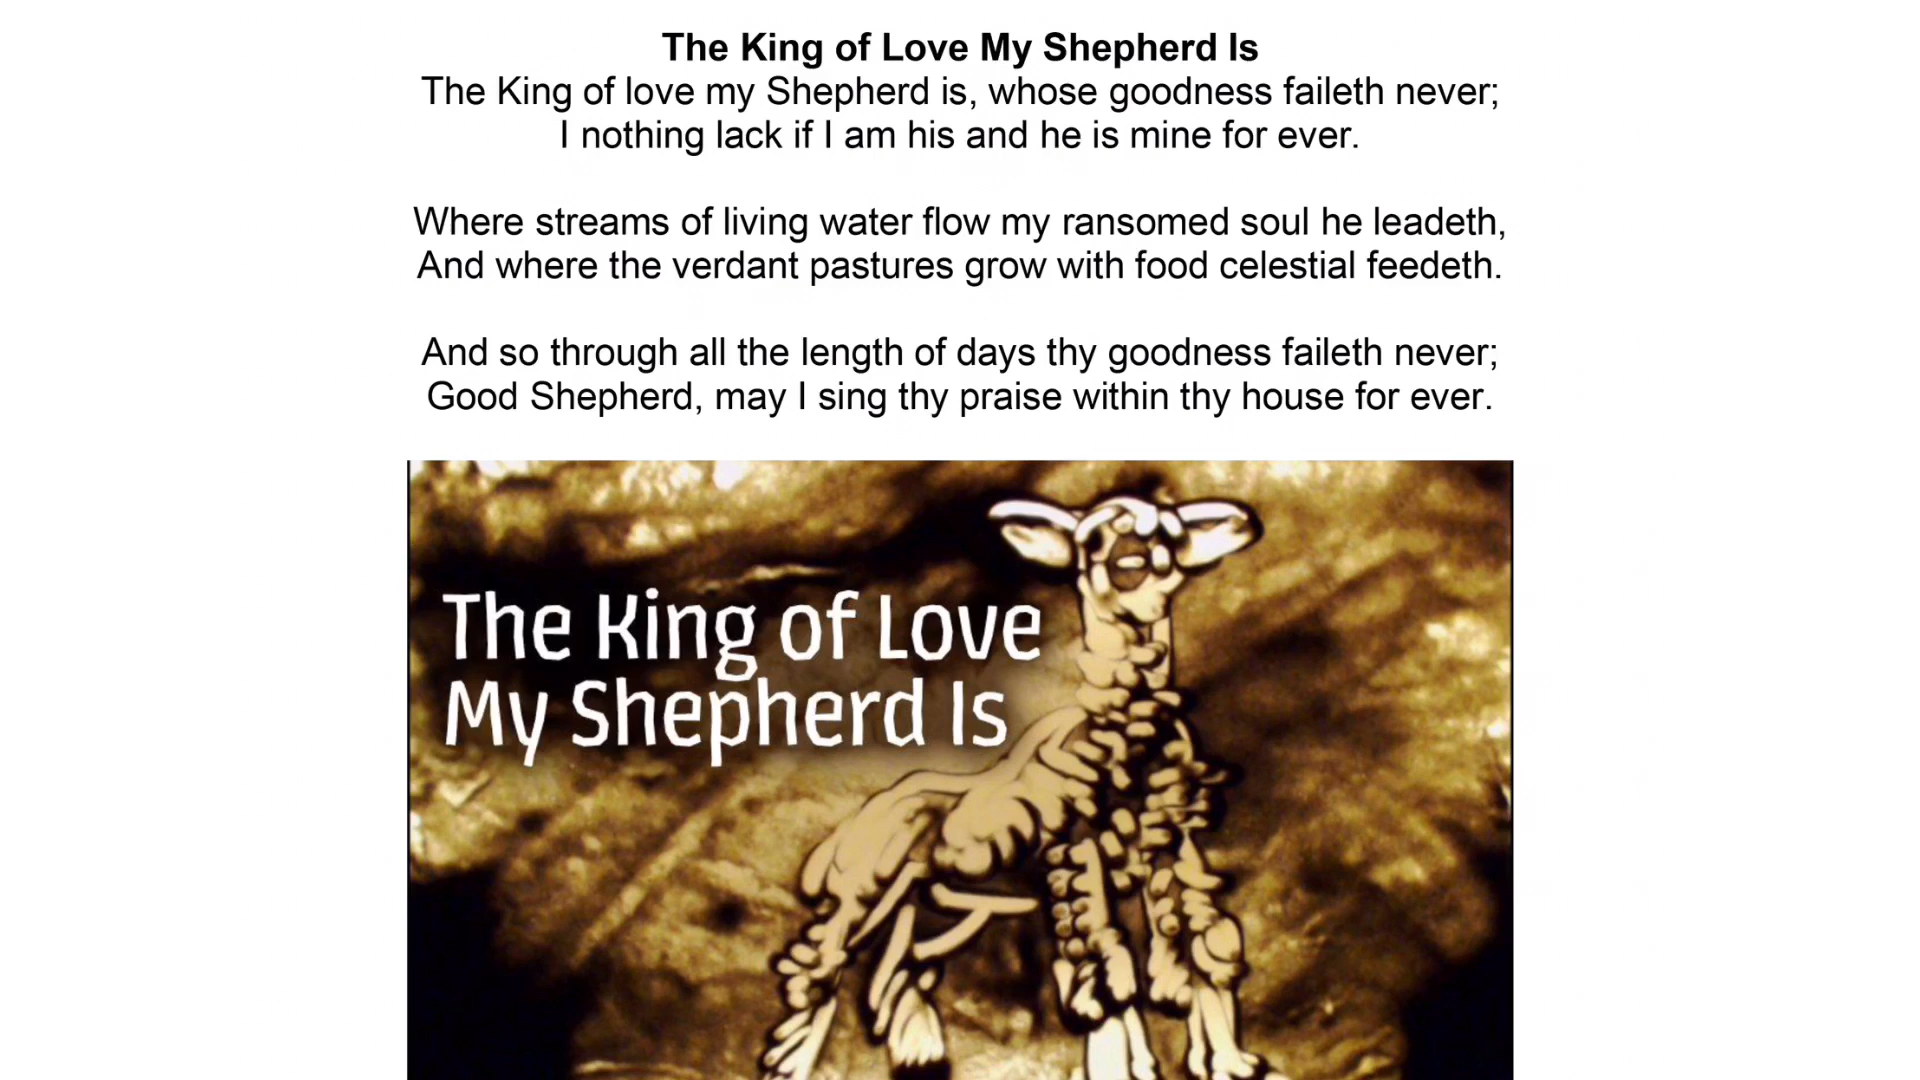 The King of Love My Shepherd Is
The King of love my Shepherd is, whose goodness faileth never;
I nothing lack if I am his and he is mine for ever.
Where streams of living water flow my ransomed soul he leadeth,
And where the verdant pastures grow with food celestial feedeth.
And so through all the length of days thy goodness faileth never;
Good Shepherd, may I sing thy praise within thy house for ever.
The King of Love
My Shepherd Is